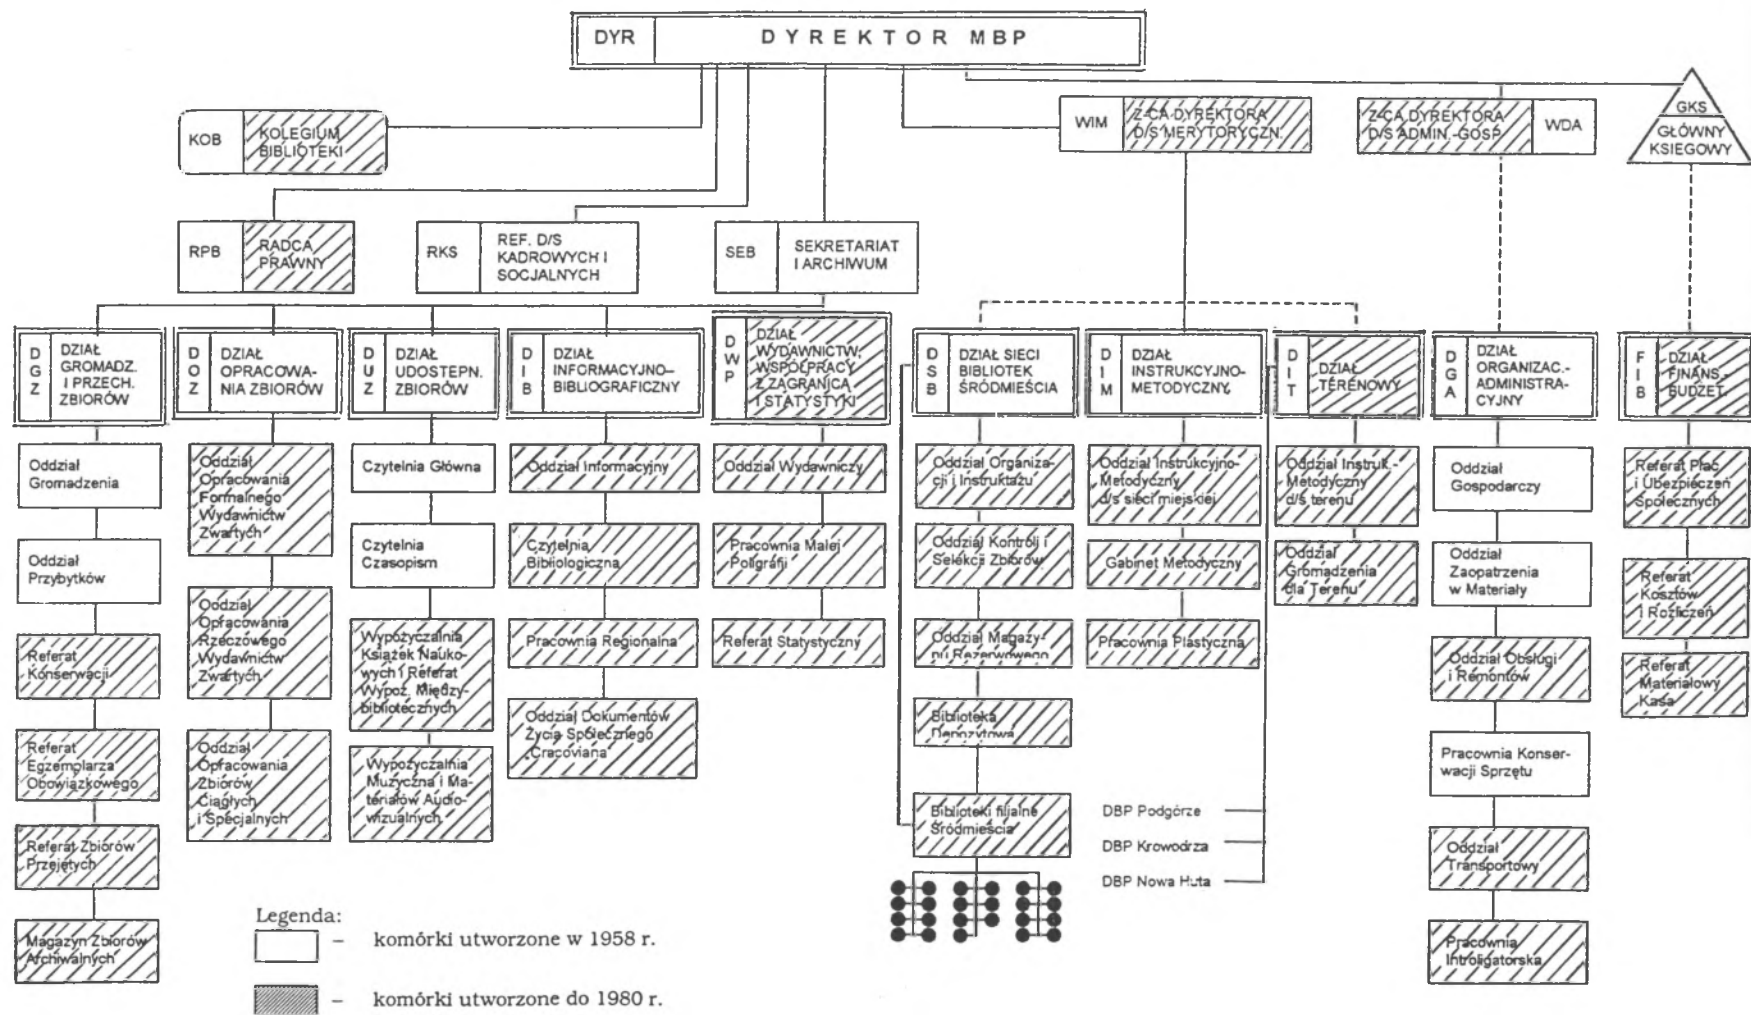 DYR
DYREKTOR MBP
KOB
KOLEGIUM
BIBLIOTEKI
WIM
Z-CA DYREKTORA
D/S MERYTORYCZN.
Z-CA DYREKTORA
D/S ADMIN.-GOSP.
WDA
GKS
GŁÓWNY
KSIEGOWY
RPB
RADCA
PRAWNY
RKS
REF. D/S
KADROWYCH I
SOCJALNYCH
SEB
SEKRETARIAT
I ARCHIWUM
DGZ
DZIAŁ
GROMADZ.
I PRZECH.
ZBIORÓW
DOZ
DZIAŁ
OPRACOWA-
NIA ZBIORÓW
DUZ
DZIAŁ
UDOSTĘPN.
ZBIORÓW
DIB
DZIAŁ
INFORMACYJNO-
BIBLIOGRAFICZNY
DWP
DZIAŁ
WYDAWNICTW,
WSPÓŁPRACY
Z ZAGRANICĄ
I STATYSTYKI
DSB
DZIAŁ SIECI
BIBLIOTEK
ŚRÓDMIEŚCIA
DIM
DZIAŁ
INSTRUKCYJNO-
METODYCZNY
DIT
DZIAŁ
TERENOWY
DGA
DZIAŁ
ORGANIZAC.-
ADMINISTRA-
CYJNY
FIB
DZIAŁ
FINANS.-
BUDŻET.
Oddział
Gromadzenia
Oddział
Przybytków
Referat
Konserwacji
Referat
Egzemplarza
Obowiązkowego
Referat Zbiorów
Przejętych
Magazyn Zbiorów
Archiwalnych
Oddział
Opracowania
Formalnego
Wydawnictw
Zwartych
Oddział
Opracowania
Rzeczowego
Wydawnictw
Zwartych
Oddział
Opracowania
Zbiorów
Ciągłych
i Specjalnych
Czytelnia Główna
Czytelnia
Czasopism
Wypożyczalnia
Książek Nauko-
wych i Referat
Wypoż. Między-
bibliotecznych
Wypożyczalnia
Muzyczna i Ma-
teriałów Audio-
wizualnych
Oddział Informacyjny
Czytelnia
Bibliologiczna
Pracownia Regionalna
Oddział Dokumentów
Życia Społecznego
„Cracoviana"
Oddział Wydawniczy
Pracownia Małej
Poligrafii
Referat Statystyczny
Oddział Organiza-
cji i Instruktażu
Oddział Kontroli i
Selekcji Zbiorów
Oddział Magazy-
nu Rezerwowego
Biblioteka
Depozytowa
Biblioteki filialne
Śródmieścia
Oddział Instrukcyjno-
Metodyczny
d/s sieci miejskiej
Gabinet Metodyczny
Pracownia Plastyczna
DBP Podgórze
DBP Krowodrza
DBP Nowa Huta
Oddział Instruk.-
Metodyczny
d/s terenu
Oddział
Gromadzenia
dla Terenu
Oddział
Gospodarczy
Oddział
Zaopatrzenia
w Materiały
Oddział Obsługi
i Remontów
Pracownia Konser-
wacji Sprzętu
Oddział
Transportowy
Pracownia
Introligatorska
Referat Płac
i Ubezpieczeń
Społecznych
Referat
Kosztów
i Rozliczeń
Referat
Materiałowy
Kasa
Legenda:
– komórki utworzone w 1958 r.
– komórki utworzone do 1980 r.